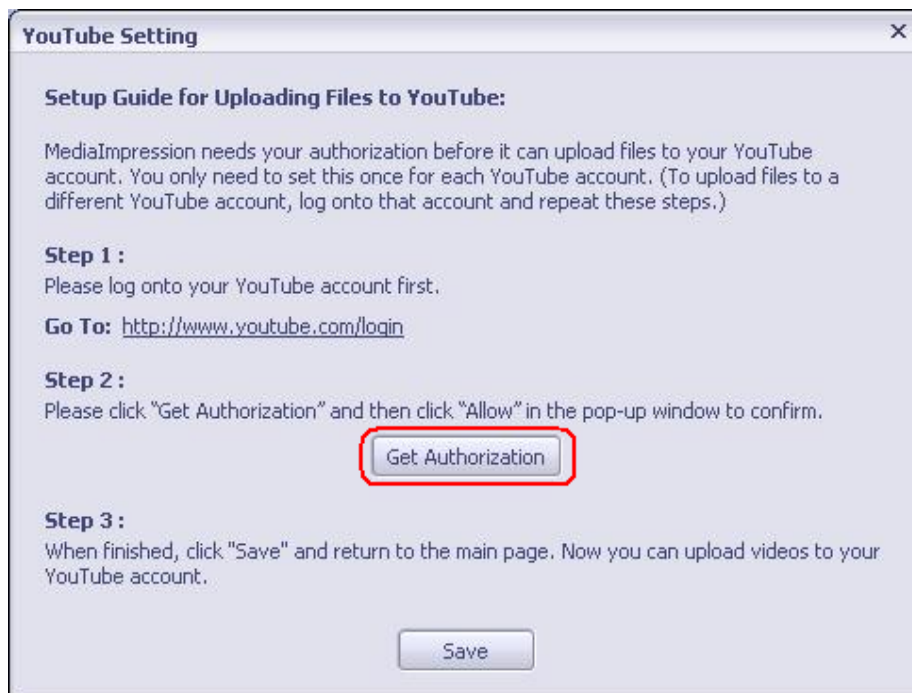 YouTube Setting
Setup Guide for Uploading Files to YouTube:
MediaImpression needs your authorization before it can upload files to your YouTube
account. You only need to set this once for each YouTube account. (To upload files to a
different YouTube account, log onto that account and repeat these steps.)
Step 1 :
Please log onto your YouTube account first.
Go To: http://www.youtube.com/login
Step 2 :
Please click “Get Authorization” and then click “Allow” in the pop-up window to confirm.
Get Authorization
Step 3 :
When finished, click "Save" and return to the main page. Now you can upload videos to your
YouTube account.
Save